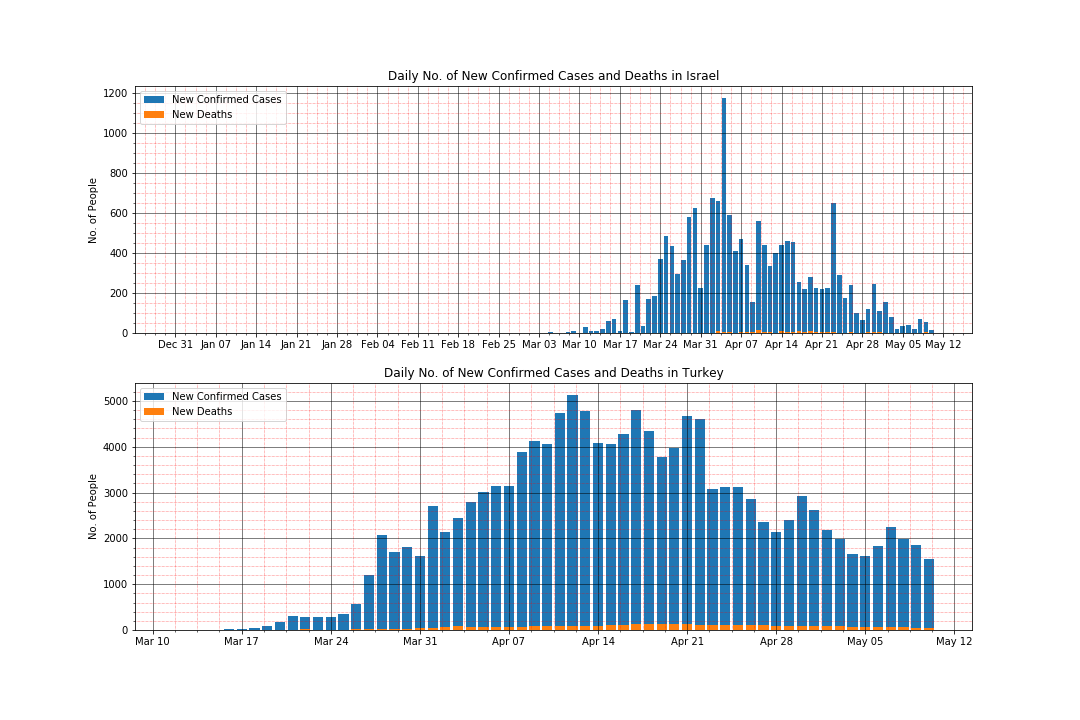 Daily No. of New Confirmed Cases and Deaths in Israel
New Confirmed Cases
New Deaths
No. of People
1200
1000
800
600
400
200
0
Dec 31 Jan 07 Jan 14 Jan 21 Jan 28 Feb 04 Feb 11 Feb 18 Feb 25 Mar 03 Mar 10 Mar 17 Mar 24 Mar 31 Apr 07 Apr 14 Apr 21 Apr 28 May 05 May 12
Daily No. of New Confirmed Cases and Deaths in Turkey
New Confirmed Cases
New Deaths
No. of People
5000
4000
3000
2000
1000
0
Mar 10 Mar 17 Mar 24 Mar 31 Apr 07 Apr 14 Apr 21 Apr 28 May 05 May 12